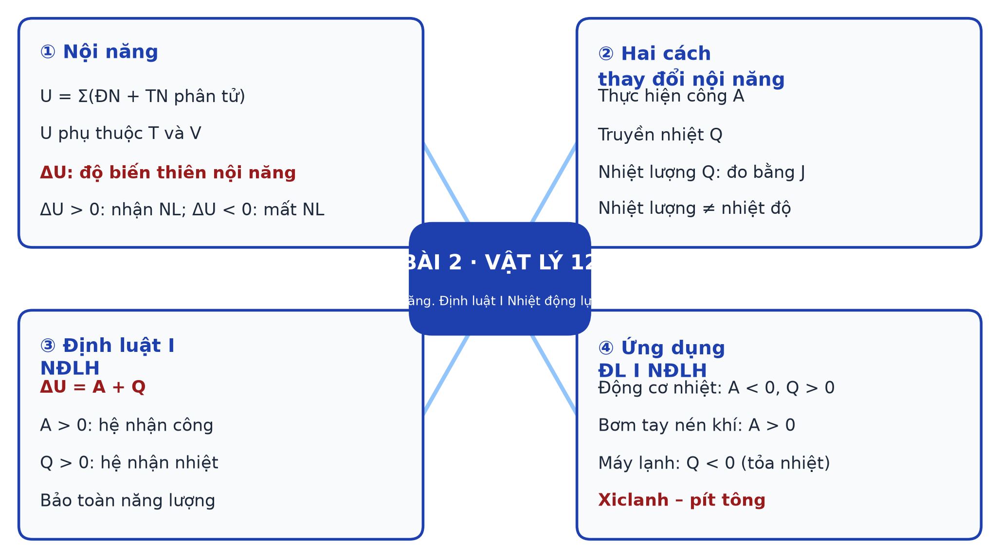 ① Nội năng
U = Σ(ĐN + TN phân tử)
U phụ thuộc T và V
ΔU: độ biến thiên nội năng
ΔU > 0: nhận NL; ΔU < 0: mất NL
② Hai cách
thay đổi nội năng
Thực hiện công A
Truyền nhiệt Q
Nhiệt lượng Q: đo bằng J
Nhiệt lượng ≠ nhiệt độ
BÀI 2 · VẬT LÝ 12
ăng. Định luật I Nhiệt động lự
③ Định luật I
NĐLH
ΔU = A + Q
A > 0: hệ nhận công
Q > 0: hệ nhận nhiệt
Bảo toàn năng lượng
④ Ứng dụng
ĐL I NĐLH
Động cơ nhiệt: A < 0, Q > 0
Bơm tay nén khí: A > 0
Máy lạnh: Q < 0 (tỏa nhiệt)
Xiclanh – pít tông